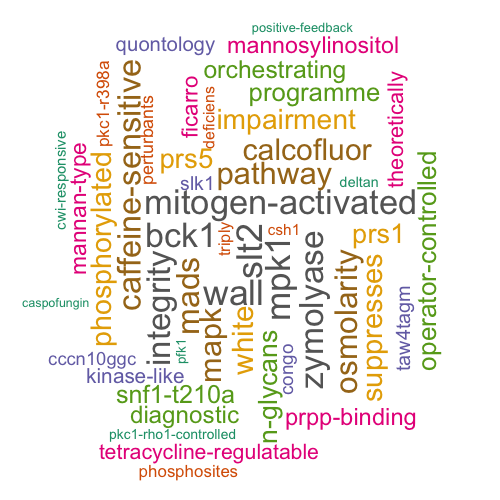 positive-feedback
quontology
mannosylinositol
orchestrating
programme
pkc1-r398a
caffeine-sensitive
perturbants
ficarro
deficiens
impairment
theoretically
calcofluor
prs5
pathway
cwi-responsive
mannan-type
phosphorylated
slk1
deltan
mitogen-activated
operator-controlled
bck1
triply
slt2
csh1
prs1
integrity
mads
wall
mpk1
zymolyase
osmolarity
suppresses
caspofungin
mapk
white
taw4tagm
pfk1
cccn10ggc
kinase-like
n-glycans
congo
snf1-t210a
diagnostic
prpp-binding
pkc1-rho1-controlled
tetracycline-regulatable
phosphosites